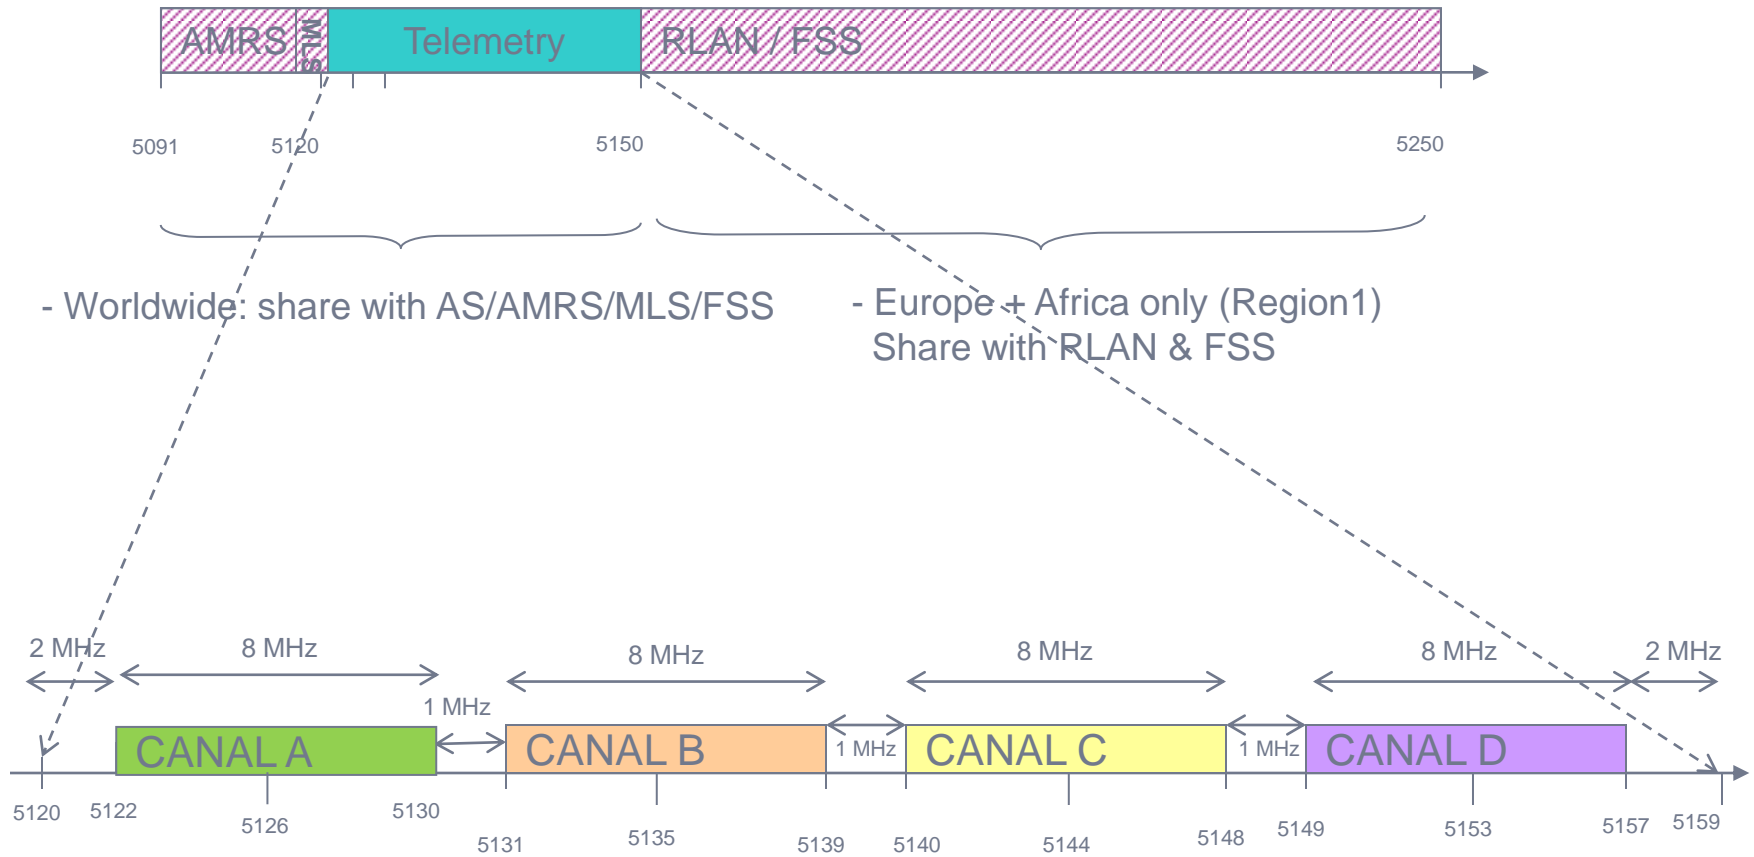 AMRS MLS Telemetry RLAN / FSS
5091 5120 5150 5250
- Worldwide: share with AS/AMRS/MLS/FSS
- Europe + Africa only (Region1)
Share with RLAN & FSS
2 MHz 8 MHz 8 MHz 8 MHz 8 MHz 2 MHz
1 MHz 1 MHz 1 MHz
CANAL A CANAL B CANAL C CANAL D
5120 5122 5126 5130 5131 5135 5139 5140 5144 5148 5149 5153 5157 5159